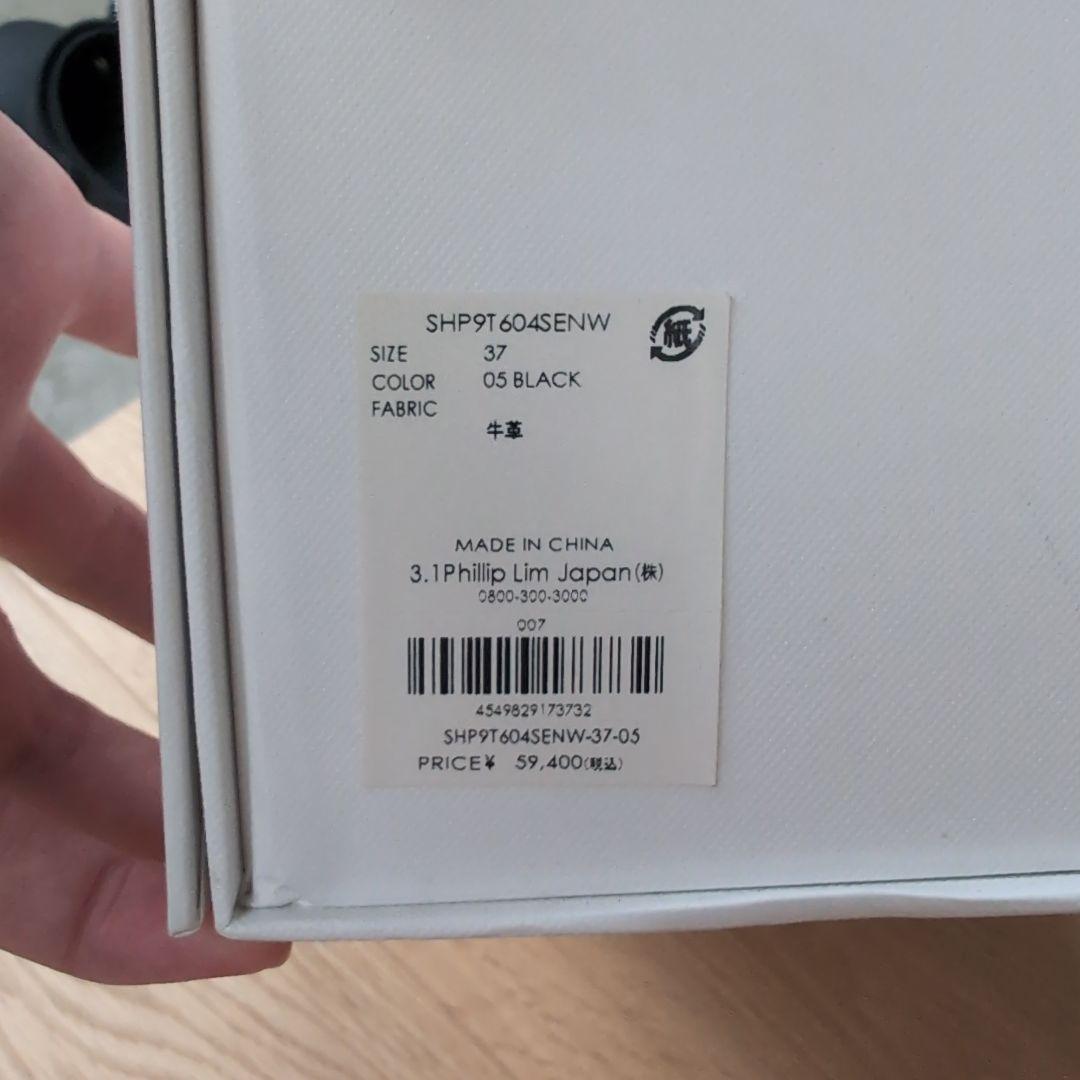 SHP9T604SENW
紙
SIZE 37
COLOR 05 BLACK
FABRIC
牛革
MADE IN CHINA
3.1Phillip Lim Japan(株)
0800-300-3000
007
4549829173732
SHP9T604SENW-37-05
PRICE¥ 59,400(税込)